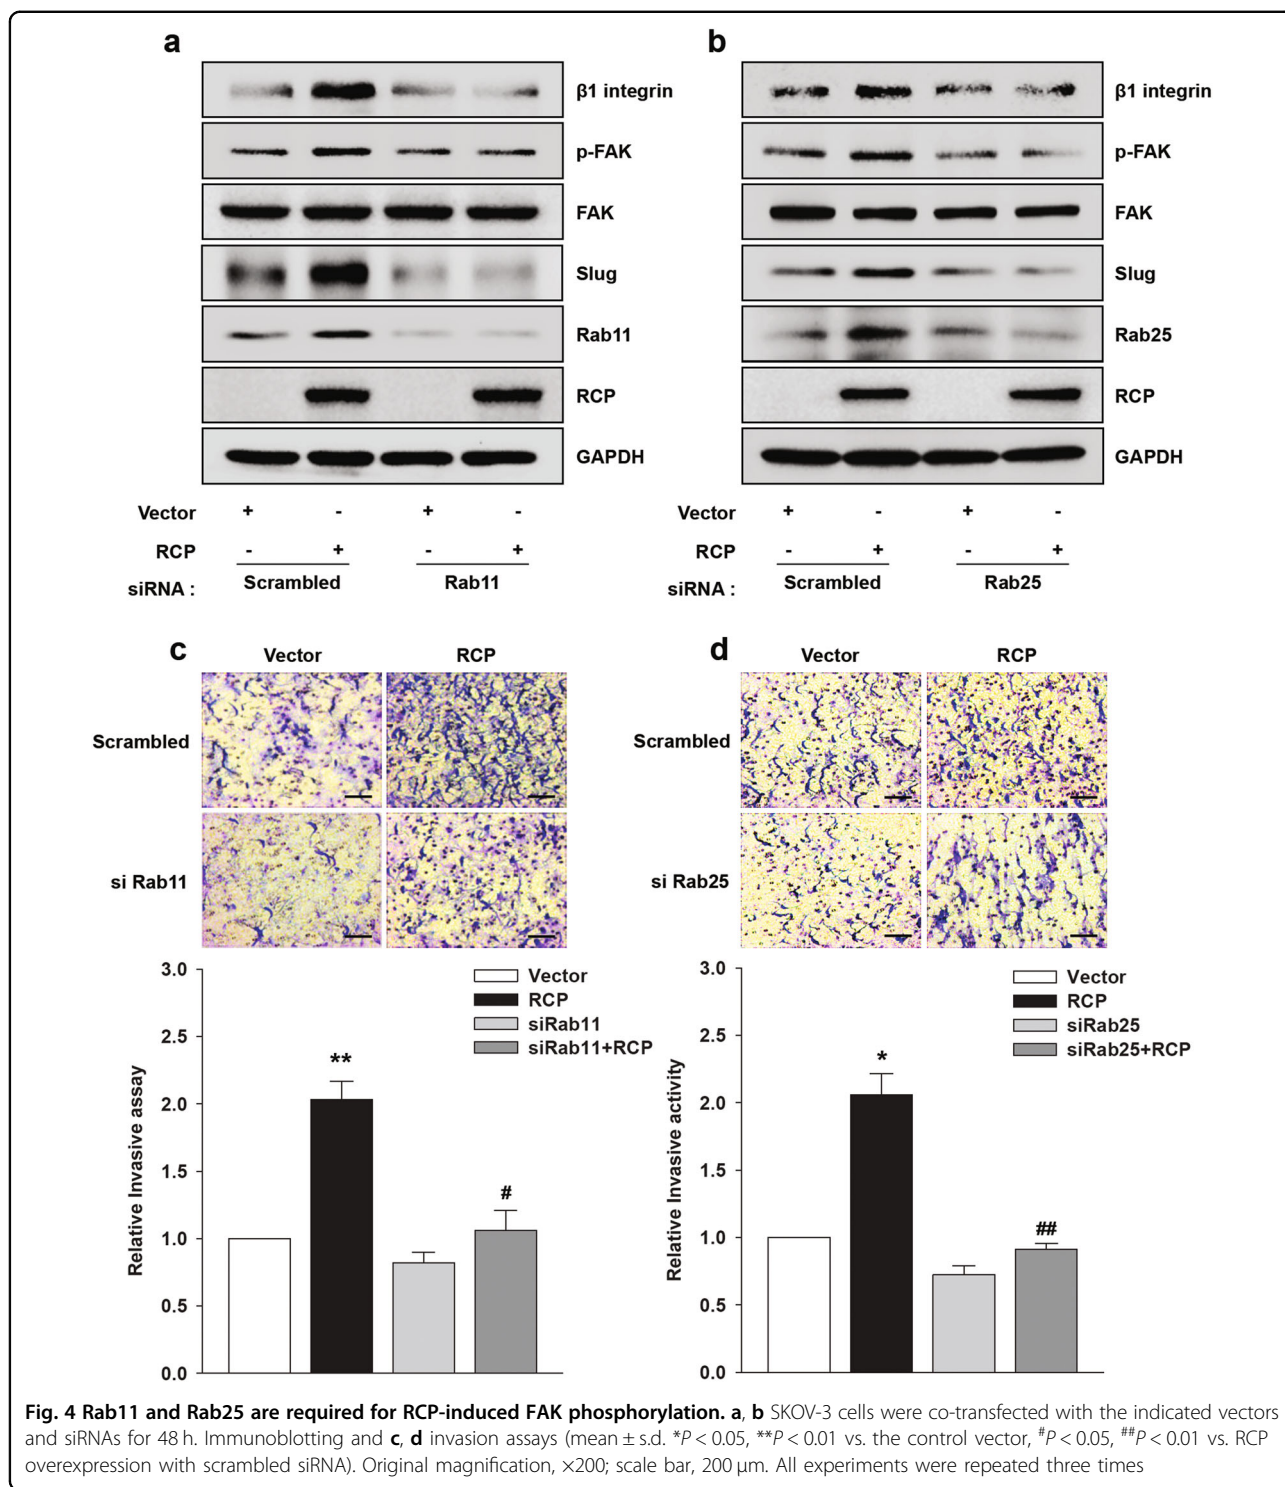 a
β1 integrin
p-FAK
FAK
Slug
Rab11
RCP
GAPDH
Vector + - + -
RCP - + - +
siRNA : Scrambled Rab11
b
β1 integrin
p-FAK
FAK
Slug
Rab25
RCP
GAPDH
Vector + - + -
RCP - + - +
siRNA : Scrambled Rab25
c
Vector RCP
Scrambled
si Rab11
Relative Invasive assay
3.0
2.5
2.0
1.5
1.0
0.5
0.0
Vector
RCP
siRab11
siRab11+RCP
**
#
d
Vector RCP
Scrambled
si Rab25
Relative Invasive activity
3.0
2.5
2.0
1.5
1.0
0.5
0.0
Vector
RCP
siRab25
siRab25+RCP
*
##
Fig. 4 Rab11 and Rab25 are required for RCP-induced FAK phosphorylation. a, b SKOV-3 cells were co-transfected with the indicated vectors
and siRNAs for 48 h. Immunoblotting and c, d invasion assays (mean ± s.d. *P < 0.05, **P < 0.01 vs. the control vector, #P < 0.05, ##P < 0.01 vs. RCP
overexpression with scrambled siRNA). Original magnification, ×200; scale bar, 200 μm. All experiments were repeated three times